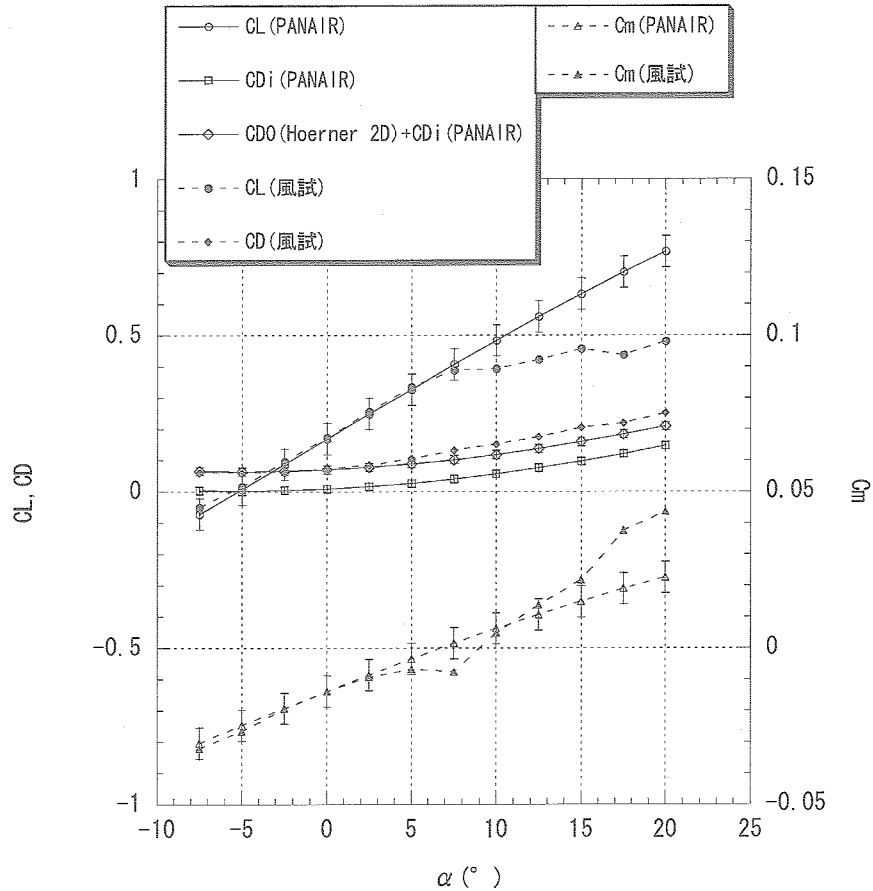 CL(PANAIR)
CDi(PANAIR)
CD0(Hoerner 2D)+CDi(PANAIR)
CL(風試)
CD(風試)
Cm(PANAIR)
Cm(風試)
1
0.5
0
-0.5
-1
CL, CD
0.15
0.1
0.05
0
-0.05
Cm
-10
-5
0
5
10
15
20
25
α(°)